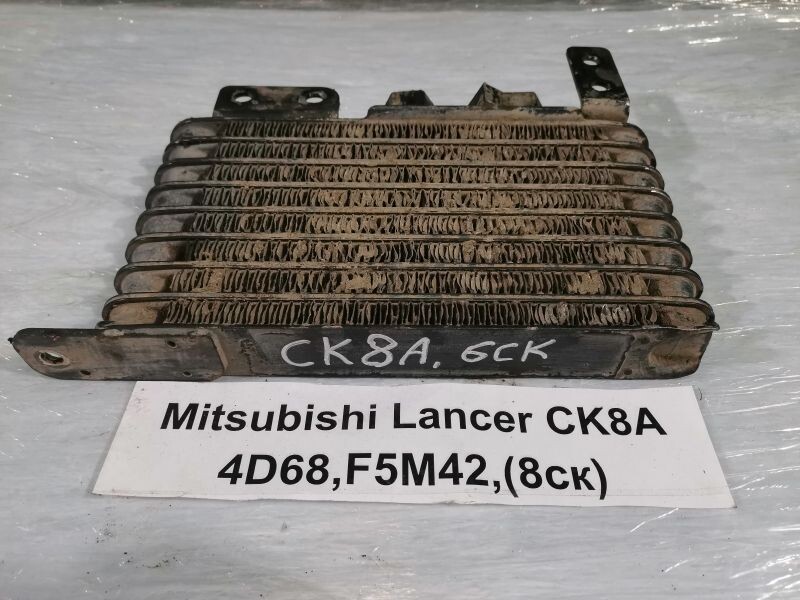 CK8A. 6CK
Mitsubishi Lancer CK8A
4D68,F5M42,(8ск)